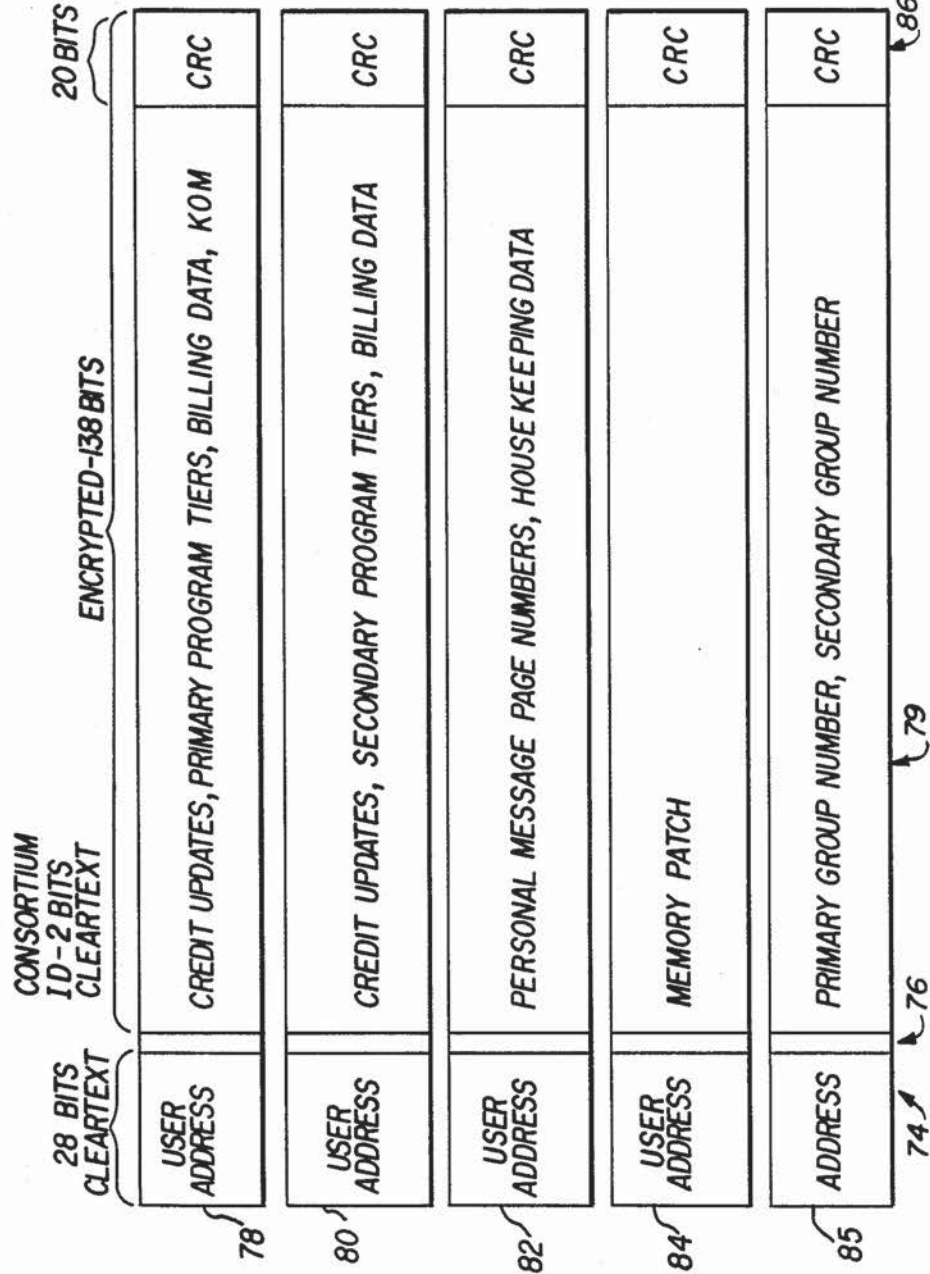 28 BITS
CLEARTEXT
CONSORTIUM
ID-2 BITS
CLEARTEXT
ENCRYPTED-138 BITS
20 BITS
USER
ADDRESS
CREDIT UPDATES, PRIMARY PROGRAM TIERS, BILLING DATA, KOM
CRC
78
USER
ADDRESS
CREDIT UPDATES, SECONDARY PROGRAM TIERS, BILLING DATA
CRC
80
USER
ADDRESS
PERSONAL MESSAGE PAGE NUMBERS, HOUSE KEEPING DATA
CRC
82
USER
ADDRESS
MEMORY PATCH
CRC
84
ADDRESS
PRIMARY GROUP NUMBER, SECONDARY GROUP NUMBER
CRC
85
74
76
79
86